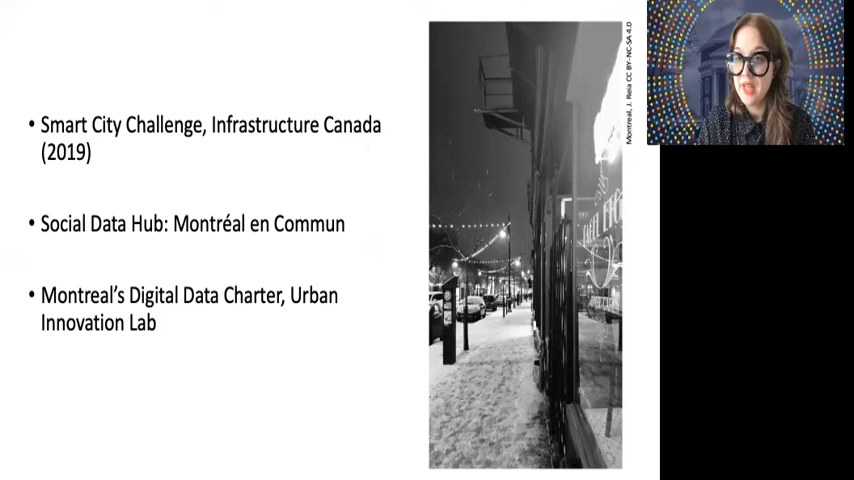 • Smart City Challenge, Infrastructure Canada
(2019)
• Social Data Hub: Montréal en Commun
• Montreal's Digital Data Charter, Urban
Innovation Lab
Montreal, J. Reia CC BY-NC-SA 4.0